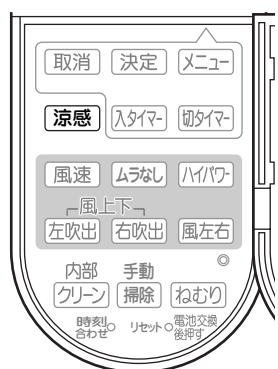 取消 決定 メニュー
涼感 入タイマー 切タイマー
風速 ムラなし ハイパワー
風上下
左吹出 右吹出 風左右
内部 手動
クリーン 掃除 ねむり
時刻合わせ リセット 電池交換後押す